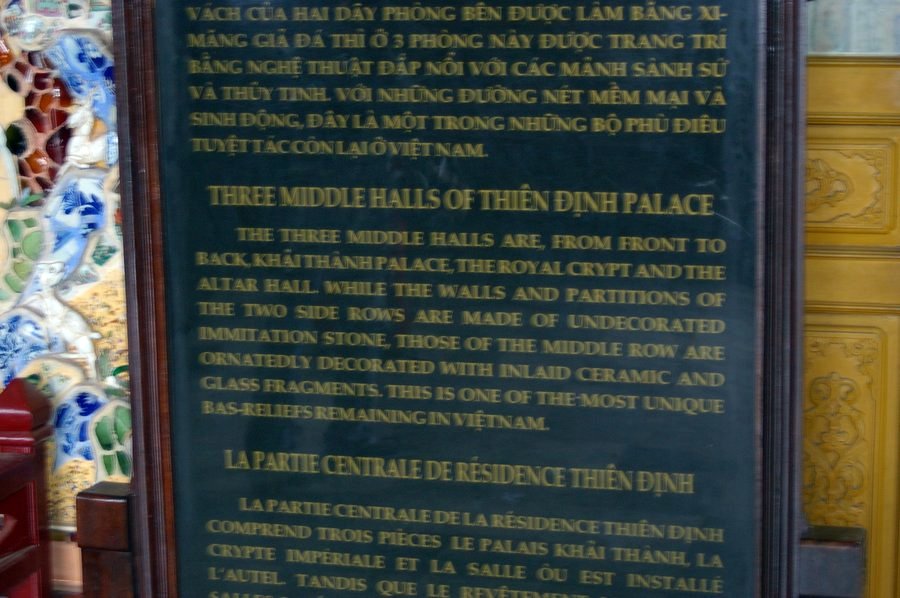 VÁCH CỦA HAI DÃY PHÒNG BÊN ĐƯỢC LÀM BẰNG XI-
MĂNG GIẢ ĐÁ THÌ Ở 3 PHÒNG NÀY ĐƯỢC TRANG TRÍ
BẰNG NGHỆ THUẬT ĐẮP NỔI VỚI CÁC MẢNH SÀNH SỨ
VÀ THỦY TINH. VỚI NHỮNG ĐƯỜNG NÉT MỀM MẠI VÀ
SINH ĐỘNG, ĐÂY LÀ MỘT TRONG NHỮNG BỘ PHÙ ĐIÊU
TUYỆT TÁC CÒN LẠI Ở VIỆT NAM.
THREE MIDDLE HALLS OF THIÊN ĐỊNH PALACE
THE THREE MIDDLE HALLS ARE, FROM FRONT TO
BACK, KHẢI THÀNH PALACE, THE ROYAL CRYPT AND THE
ALTAR HALL. WHILE THE WALLS AND PARTITIONS OF
THE TWO SIDE ROWS ARE MADE OF UNDECORATED
IMMITATION STONE, THOSE OF THE MIDDLE ROW ARE
ORNATEDLY DECORATED WITH INLAID CERAMIC AND
GLASS FRAGMENTS. THIS IS ONE OF THE MOST UNIQUE
BAS-RELIEFS REMAINING IN VIỆTNAM.
LA PARTIE CENTRALE DE RÉSIDENCE THIÊN ĐỊNH
LA PARTIE CENTRALE DE LA RÉSIDENCE THIÊN ĐỊNH
COMPREND TROIS PIÈCES LE PALAIS KHẢI THÀNH, LA
CRYPTE IMPÉRIALE ET LA SALLE ÔU EST INSTALLÉ
L'AUTEL. TANDIS QUE LE REVÊTEMENT